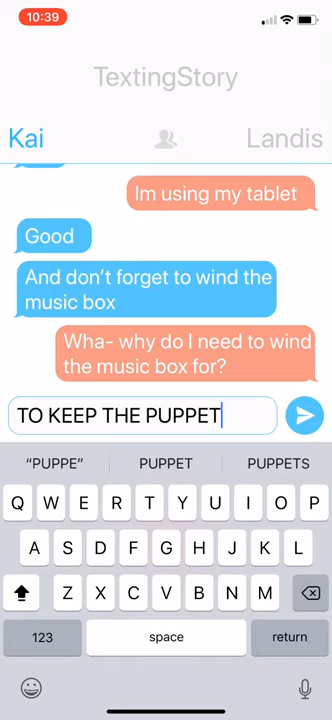 10:39
TextingStory
Kai
Landis
Im using my tablet
Good
And don't forget to wind the
music box
Wha- why do I need to wind
the music box for?
TO KEEP THE PUPPET
“PUPPE” PUPPET PUPPETS
Q W E R T Y U I O P
A S D F G H J K L
Z X C V B N M
123 space return